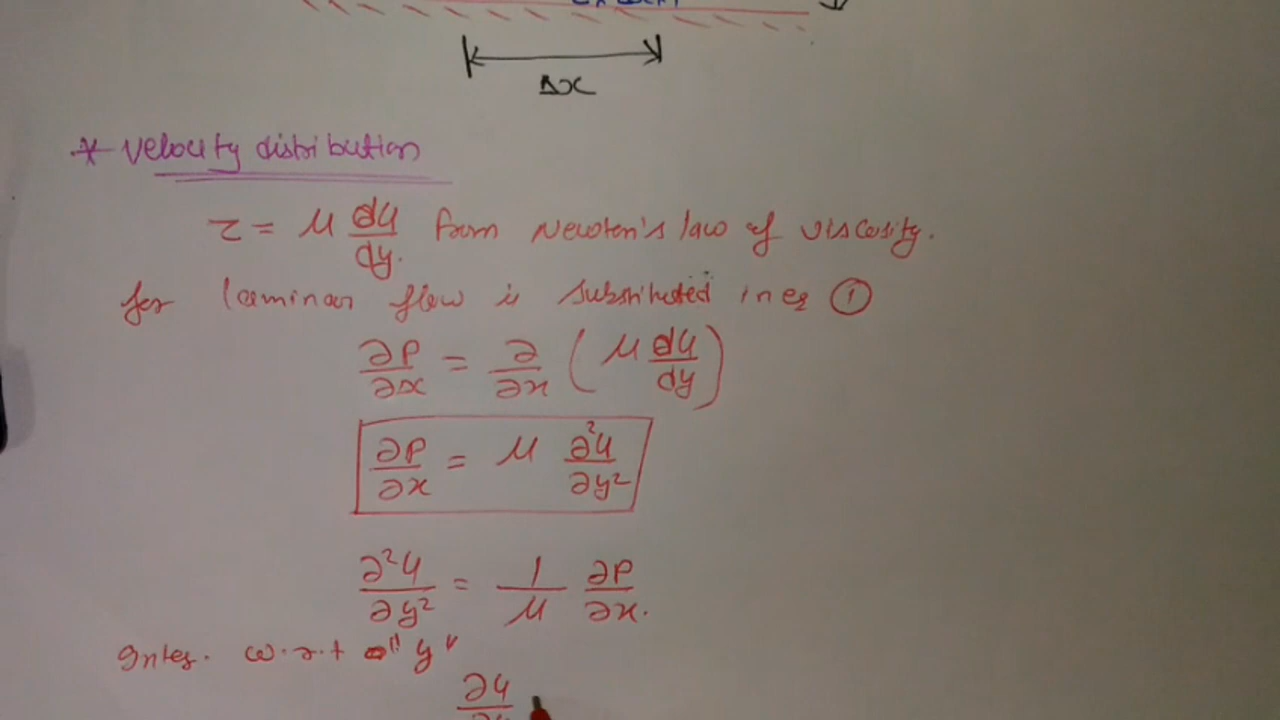 Δx
* Velocity distribution
τ = μ du/dy. from Newton's law of viscosity.
for laminar flow is substituted in eq ①
∂P/∂x = ∂/∂x (μ du/dy)
∂P/∂x = μ ∂²u/∂y²
∂²u/∂y² = 1/μ ∂P/∂x.
Integ. w.r.t "y"
∂u